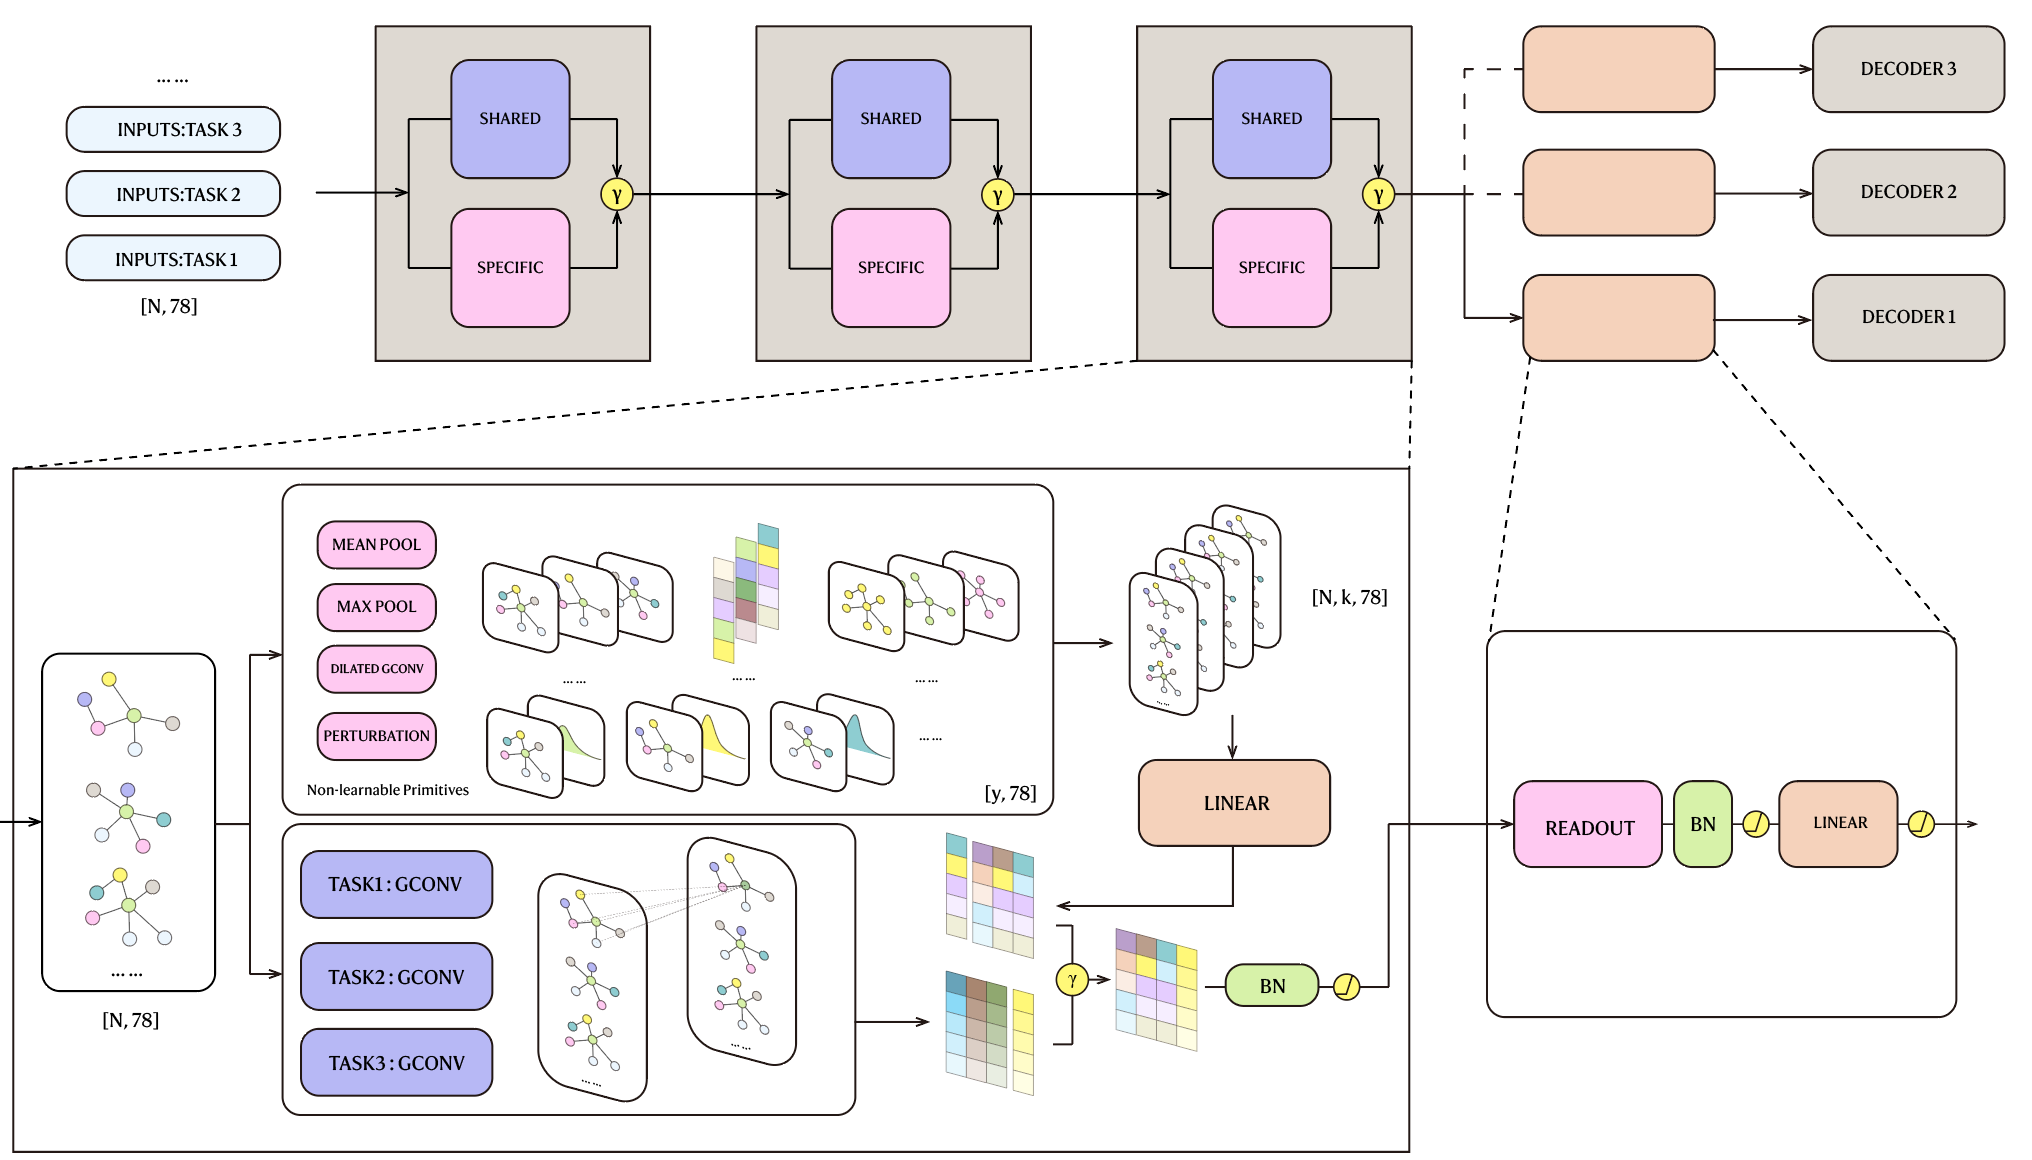 ... ...
INPUTS:TASK 3
INPUTS:TASK 2
INPUTS:TASK 1
[N, 78]
SHARED
SPECIFIC
γ
SHARED
SPECIFIC
γ
SHARED
SPECIFIC
γ
DECODER 3
DECODER 2
DECODER 1
... ...
[N, 78]
MEAN POOL
MAX POOL
DILATED GCONV
PERTURBATION
Non-learnable Primitives
... ...
... ...
... ...
... ...
[y, 78]
... ...
[N, k, 78]
LINEAR
TASK1 : GCONV
TASK2 : GCONV
TASK3 : GCONV
... ...
... ...
γ
BN
READOUT
BN
LINEAR